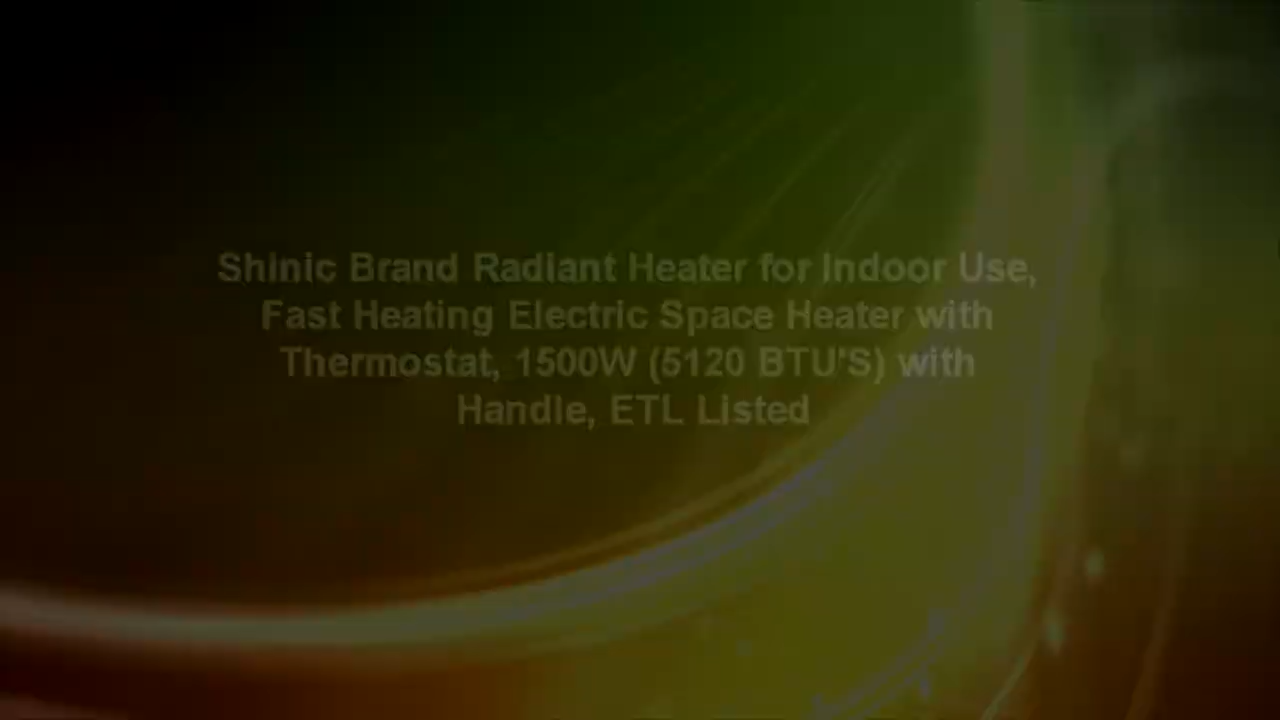 Shinic Brand Radiant Heater for Indoor Use,
Fast Heating Electric Space Heater with
Thermostat, 1500W (5120 BTU'S) with
Handle, ETL Listed